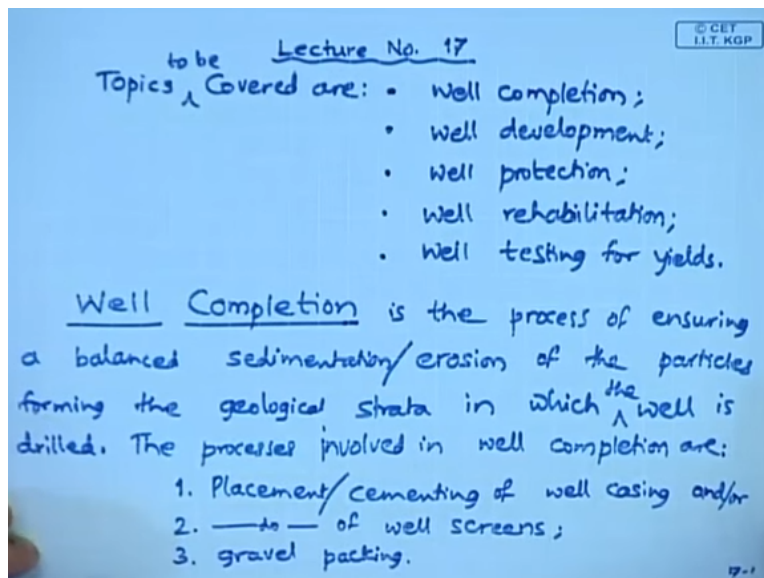 Lecture No. 17
© CET
I.I.T. KGP
Topics to be Covered are: • well completion;
• well development;
• well protection;
• well rehabilitation;
• well testing for yields.
Well Completion is the process of ensuring
a balanced sedimentation/erosion of the particles
forming the geological strata in which the well is
drilled. The processes involved in well completion are:
1. Placement/cementing of well casing and/or
2. —do— of well screens;
3. gravel packing.
17-1